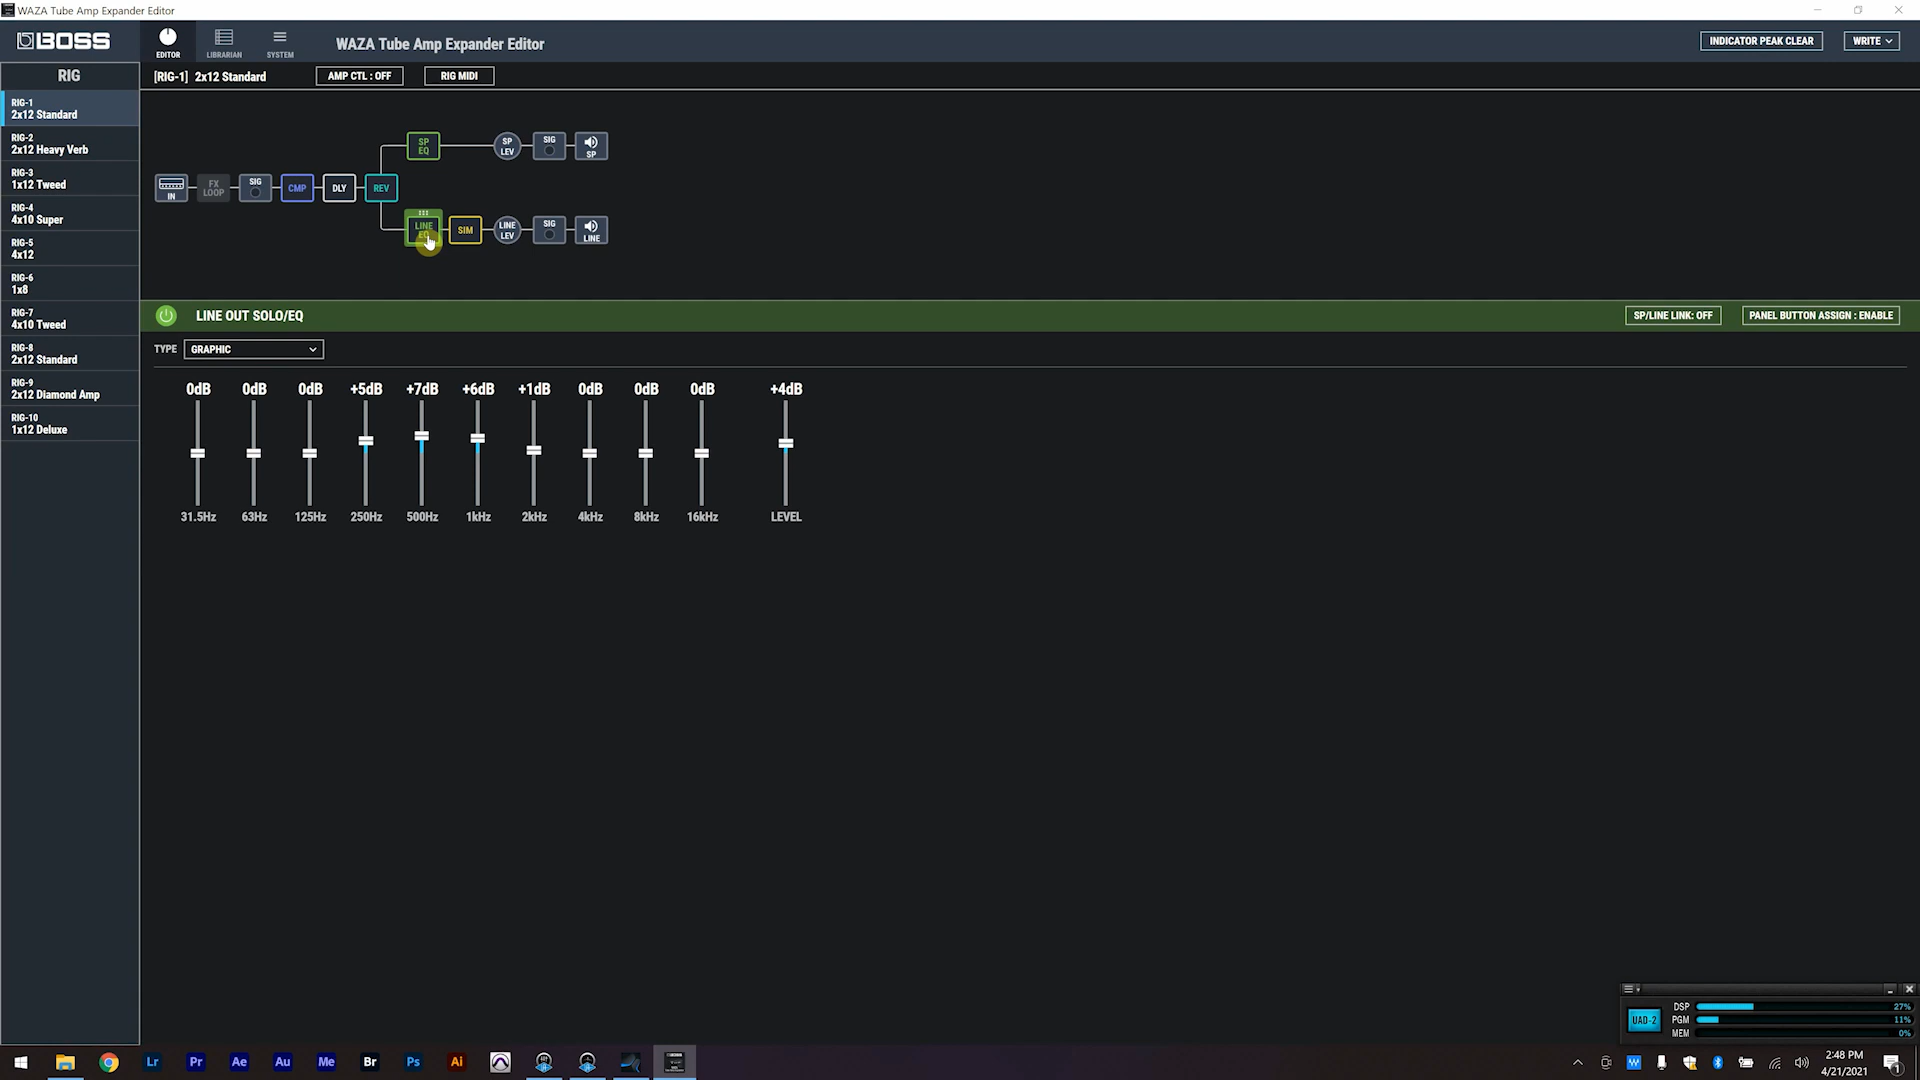 WAZA Tube Amp Expander Editor
BOSS
EDITOR
LIBRARIAN
SYSTEM
WAZA Tube Amp Expander Editor
INDICATOR PEAK CLEAR
WRITE
RIG
[RIG-1] 2x12 Standard
AMP CTL : OFF
RIG MIDI
RIG-1
2x12 Standard
RIG-2
2x12 Heavy Verb
RIG-3
1x12 Tweed
RIG-4
4x10 Super
RIG-5
4x12
RIG-6
1x8
RIG-7
4x10 Tweed
RIG-8
2x12 Standard
RIG-9
2x12 Diamond Amp
RIG-10
1x12 Deluxe
SP
EQ
SP
LEV
SIG
SP
IN
FX
LOOP
SIG
CMP
DLY
REV
LINE
EQ
SIM
LINE
LEV
SIG
LINE
LINE OUT SOLO/EQ
SP/LINE LINK: OFF
PANEL BUTTON ASSIGN : ENABLE
TYPE GRAPHIC
0dB 0dB 0dB +5dB +7dB +6dB +1dB 0dB 0dB 0dB +4dB
31.5Hz 63Hz 125Hz 250Hz 500Hz 1kHz 2kHz 4kHz 8kHz 16kHz LEVEL
UAD-2
DSP 27%
PGM 11%
MEM 0%
Lr Pr Ae Au Me Br Ps Ai
W
2:48 PM
4/21/2021
1